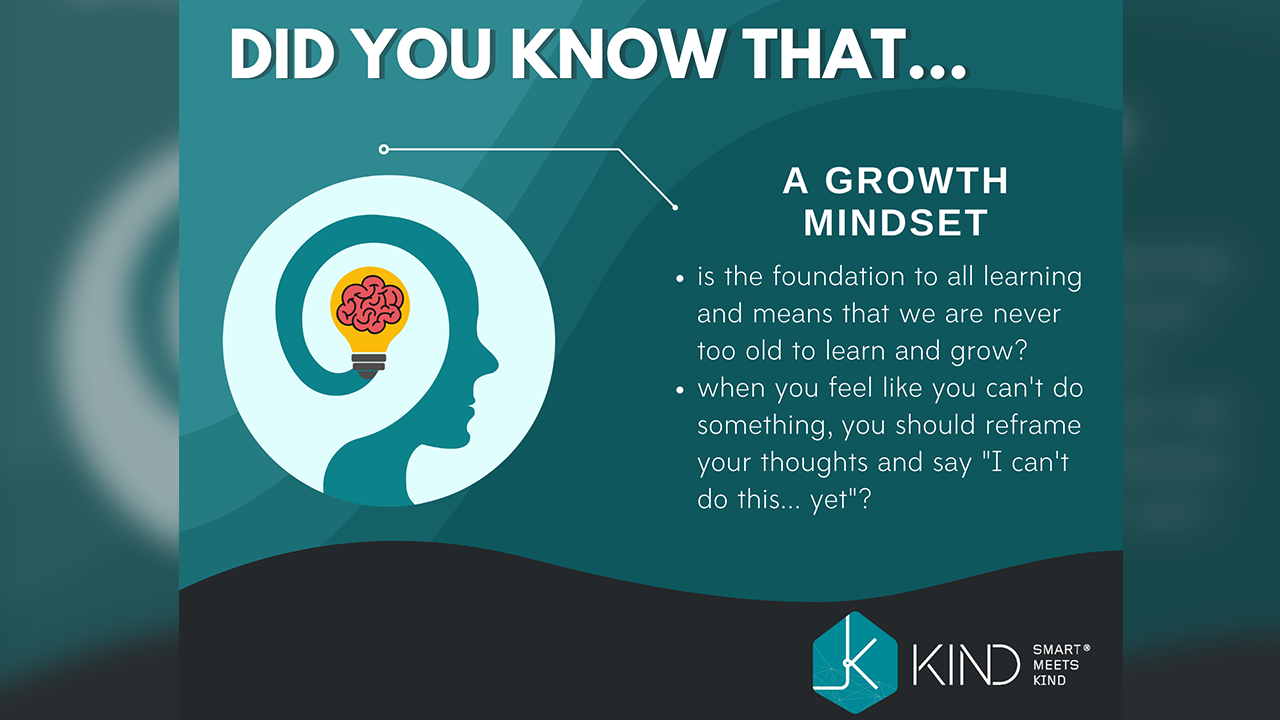 DID YOU KNOW THAT...
A GROWTH
MINDSET
• is the foundation to all learning
and means that we are never
too old to learn and grow?
• when you feel like you can't do
something, you should reframe
your thoughts and say "I can't
do this... yet"?
KIND
SMART®
MEETS
KIND